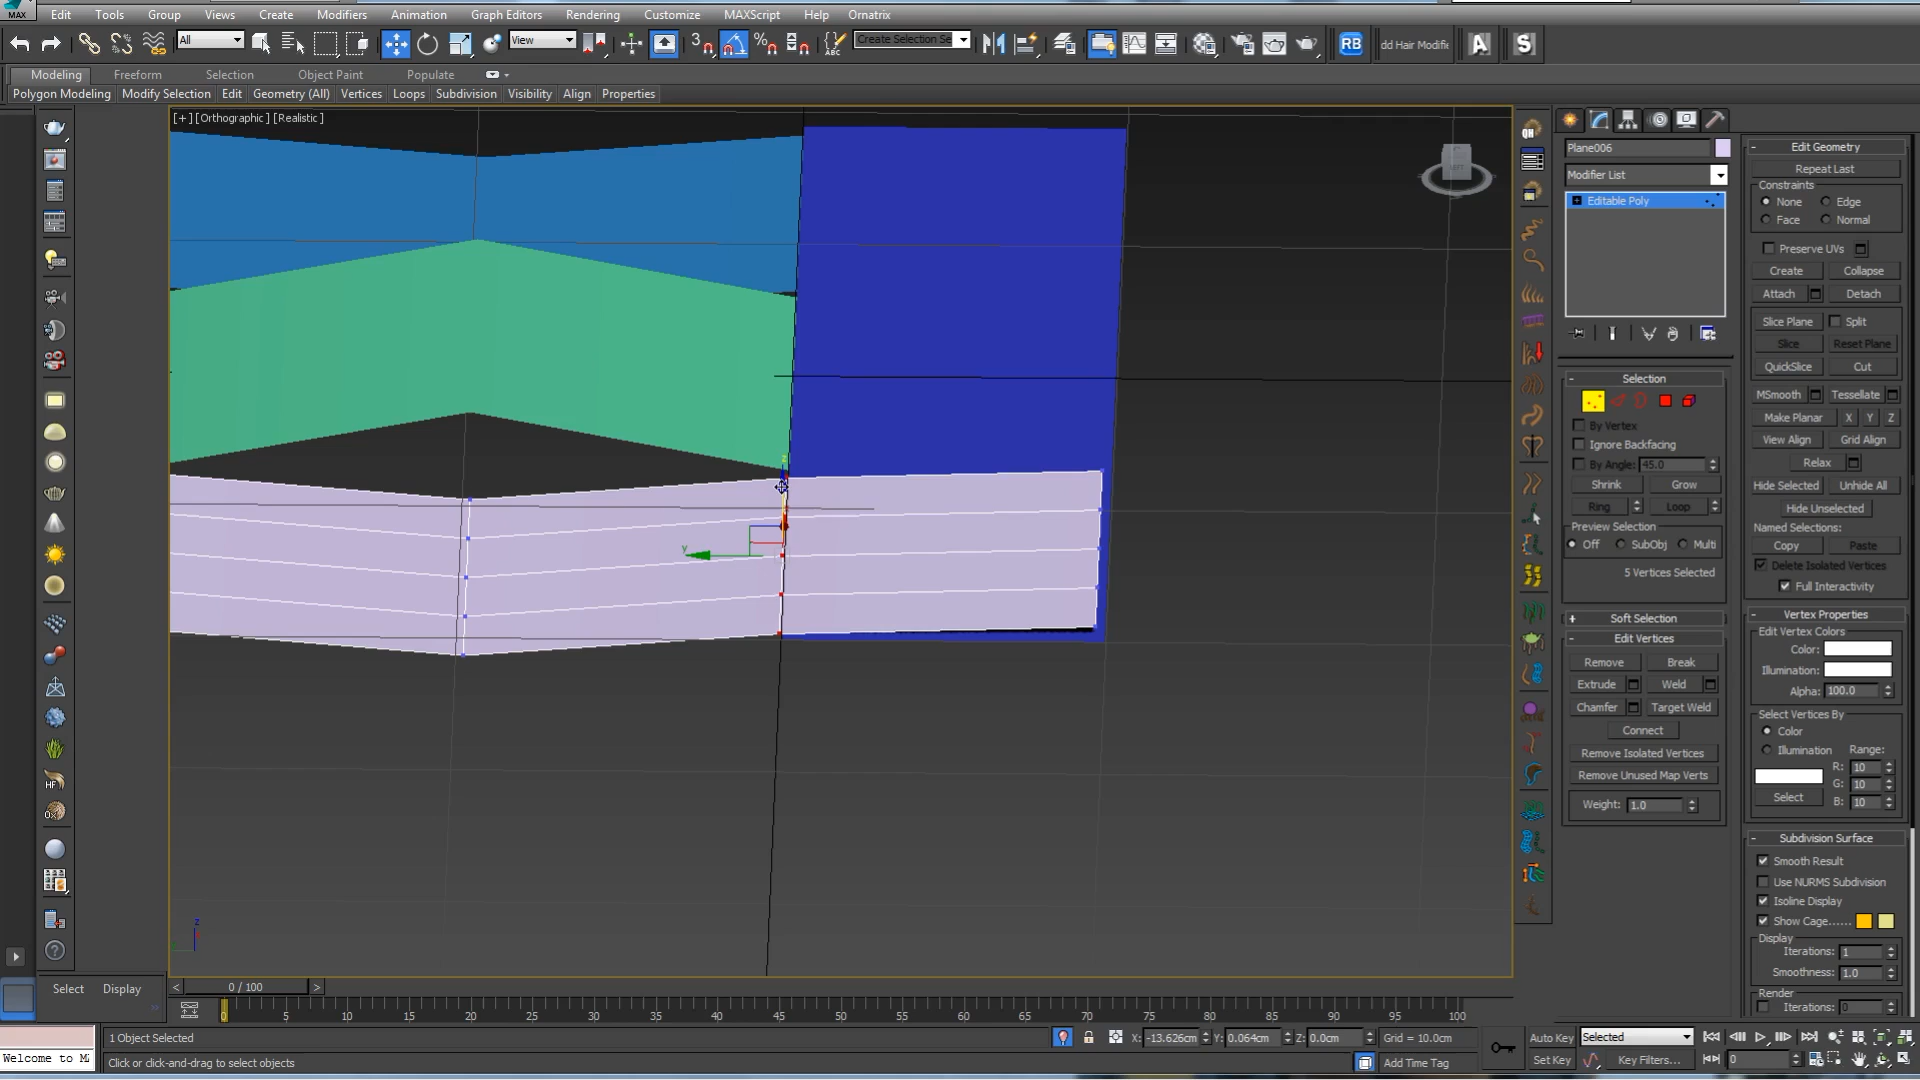 MAX Edit Tools Group Views Create Modifiers Animation Graph Editors Rendering Customize MAXScript Help Ornatrix
All View 3 Create Selection Se RB dd Hair Modifie A S
Modeling Freeform Selection Object Paint Populate
Polygon Modeling Modify Selection Edit Geometry (All) Vertices Loops Subdivision Visibility Align Properties
[+] [Orthographic] [Realistic]
y
z
Select Display
Plane006
Modifier List
Editable Poly
Selection
By Vertex
Ignore Backfacing
By Angle: 45.0
Shrink Grow
Ring Loop
Preview Selection
Off SubObj Multi
5 Vertices Selected
Soft Selection
Edit Vertices
Remove Break
Extrude Weld
Chamfer Target Weld
Connect
Remove Isolated Vertices
Remove Unused Map Verts
Weight: 1.0
Edit Geometry
Repeat Last
Constraints
None Edge
Face Normal
Preserve UVs
Create Collapse
Attach Detach
Slice Plane Split
Slice Reset Plane
QuickSlice Cut
MSmooth Tessellate
Make Planar X Y Z
View Align Grid Align
Relax
Hide Selected Unhide All
Hide Unselected
Named Selections:
Copy Paste
Delete Isolated Vertices
Full Interactivity
Vertex Properties
Edit Vertex Colors
Color:
Illumination:
Alpha: 100.0
Select Vertices By
Color
Illumination Range:
R: 10
G: 10
Select B: 10
Subdivision Surface
Smooth Result
Use NURMS Subdivision
Isoline Display
Show Cage......
Display
Iterations: 1
Smoothness: 1.0
Render
Iterations: 0
< 0 / 100 >
0 5 10 15 20 25 30 35 40 45 50 55 60 65 70 75 80 85 90 95 100
1 Object Selected X: -13.626cm Y: 0.064cm Z: 0.0cm Grid = 10.0cm Auto Key Selected
Welcome to Click or click-and-drag to select objects Add Time Tag Set Key Key Filters... 0